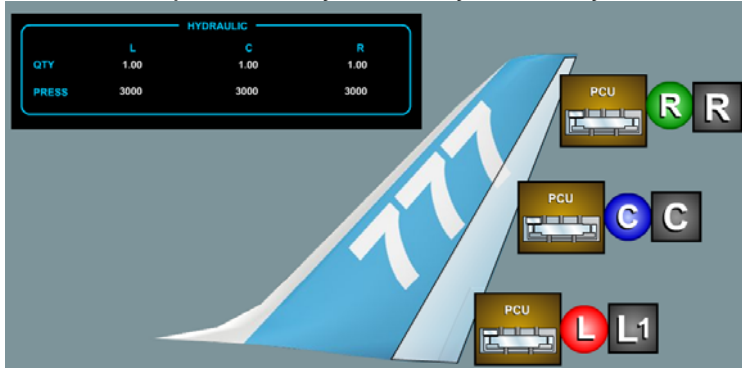 HYDRAULIC
L C R
QTY 1.00 1.00 1.00
PRESS 3000 3000 3000
777
PCU R R
PCU C C
PCU L L1